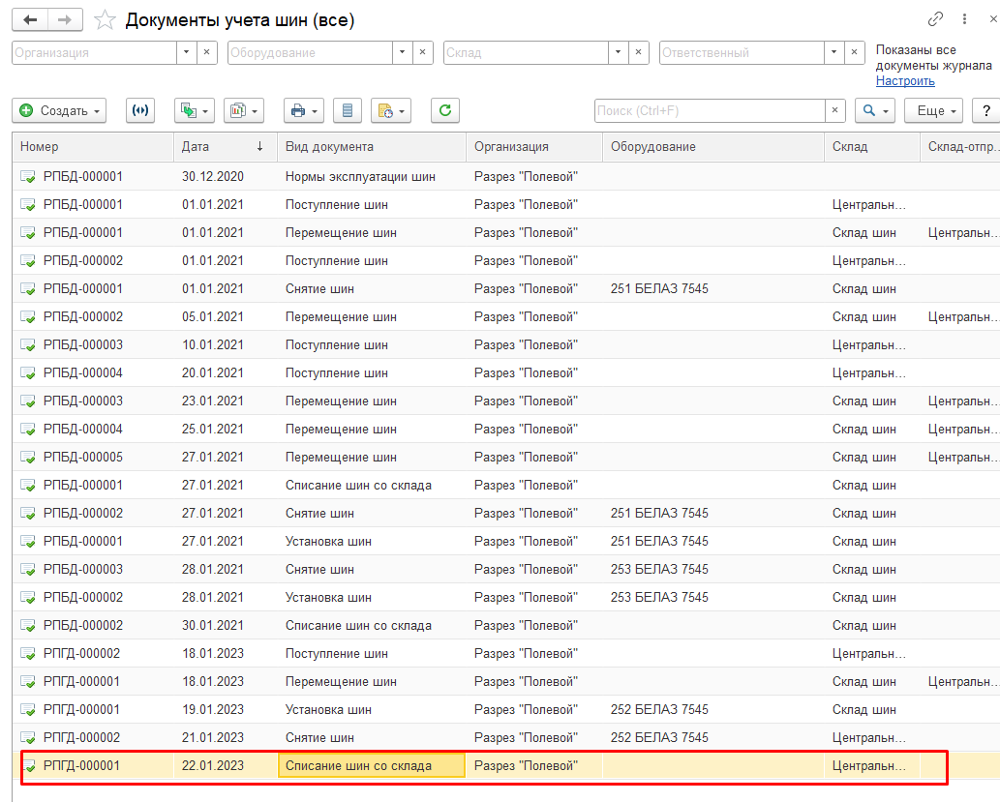 Документы учета шин (все)
Организация Оборудование Склад Ответственный Показаны все
документы журнала
Настроить
Создать Поиск (Ctrl+F) Еще ?
Номер Дата Вид документа Организация Оборудование Склад Склад-отпр...
РПБД-000001 30.12.2020 Нормы эксплуатации шин Разрез "Полевой"
РПБД-000001 01.01.2021 Поступление шин Разрез "Полевой" Центральн...
РПБД-000001 01.01.2021 Перемещение шин Разрез "Полевой" Склад шин Центральн...
РПБД-000002 01.01.2021 Поступление шин Разрез "Полевой" Центральн...
РПБД-000001 01.01.2021 Снятие шин Разрез "Полевой" 251 БЕЛАЗ 7545 Склад шин
РПБД-000002 05.01.2021 Перемещение шин Разрез "Полевой" Склад шин Центральн...
РПБД-000003 10.01.2021 Поступление шин Разрез "Полевой" Центральн...
РПБД-000004 20.01.2021 Поступление шин Разрез "Полевой" Центральн...
РПБД-000003 23.01.2021 Перемещение шин Разрез "Полевой" Склад шин Центральн...
РПБД-000004 25.01.2021 Перемещение шин Разрез "Полевой" Склад шин Центральн...
РПБД-000005 27.01.2021 Перемещение шин Разрез "Полевой" Склад шин Центральн...
РПБД-000001 27.01.2021 Списание шин со склада Разрез "Полевой" Склад шин
РПБД-000002 27.01.2021 Снятие шин Разрез "Полевой" 251 БЕЛАЗ 7545 Склад шин
РПБД-000001 27.01.2021 Установка шин Разрез "Полевой" 251 БЕЛАЗ 7545 Склад шин
РПБД-000003 28.01.2021 Снятие шин Разрез "Полевой" 253 БЕЛАЗ 7545 Склад шин
РПБД-000002 28.01.2021 Установка шин Разрез "Полевой" 253 БЕЛАЗ 7545 Склад шин
РПБД-000002 30.01.2021 Списание шин со склада Разрез "Полевой" Склад шин
РПГД-000002 18.01.2023 Поступление шин Разрез "Полевой" Центральн...
РПГД-000001 18.01.2023 Перемещение шин Разрез "Полевой" Склад шин Центральн...
РПГД-000001 19.01.2023 Установка шин Разрез "Полевой" 252 БЕЛАЗ 7545 Склад шин
РПГД-000002 21.01.2023 Снятие шин Разрез "Полевой" 252 БЕЛАЗ 7545 Центральн...
РПГД-000001 22.01.2023 Списание шин со склада Разрез "Полевой" Центральн...